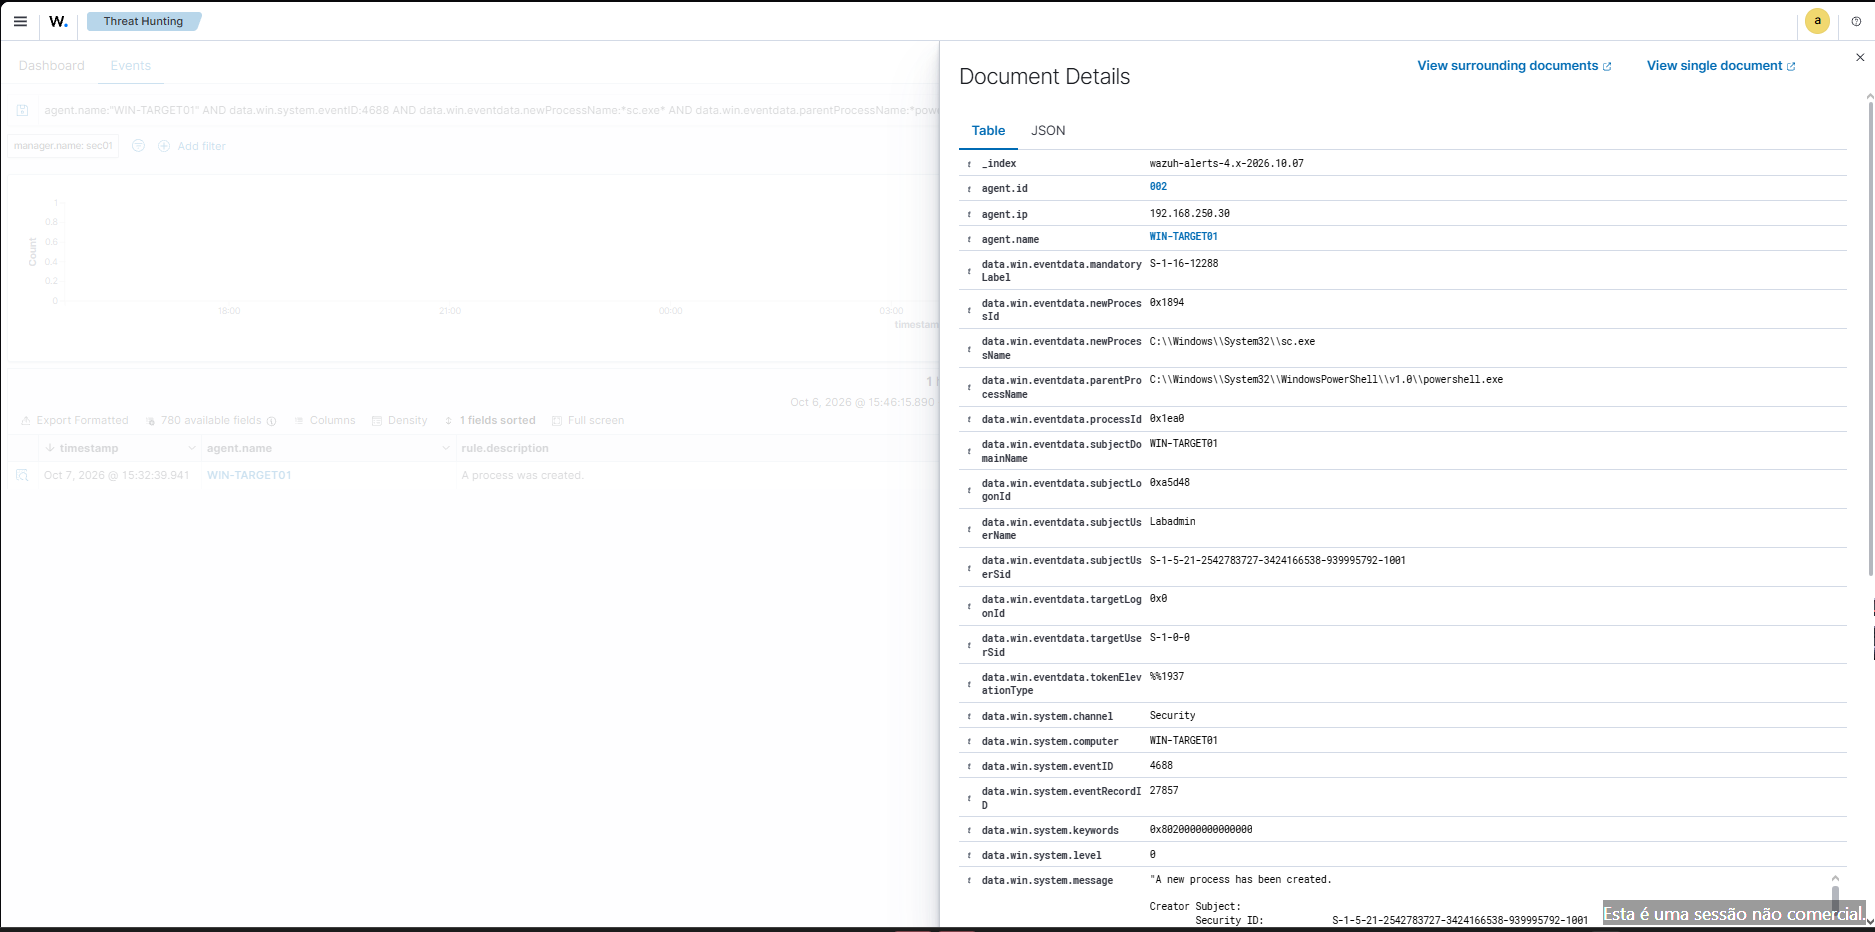 W. Threat Hunting a
Dashboard Events
agent.name:"WIN-TARGET01" AND data.win.system.eventID:4688 AND data.win.eventdata.newProcessName:*sc.exe* AND data.win.eventdata.parentProcessName:*pow
manager.name: sec01 Add filter
1
0.8
0.6
0.4
0.2
0
Count
18:00 21:00 00:00 03:00
timestam
1
Oct 6, 2026 @ 15:46:15.890
Export Formatted 780 available fields Columns Density 1 fields sorted Full screen
timestamp agent.name rule.description
Oct 7, 2026 @ 15:32:39.941 WIN-TARGET01 A process was created.
Document Details View surrounding documents View single document
Table JSON
t _index wazuh-alerts-4.x-2026.10.07
t agent.id 002
t agent.ip 192.168.250.30
t agent.name WIN-TARGET01
t data.win.eventdata.mandatory S-1-16-12288
Label
t data.win.eventdata.newProces 0x1894
sId
t data.win.eventdata.newProces C:\\Windows\\System32\\sc.exe
sName
t data.win.eventdata.parentPro C:\\Windows\\System32\\WindowsPowerShell\\v1.0\\powershell.exe
cessName
t data.win.eventdata.processId 0x1ea0
t data.win.eventdata.subjectDo WIN-TARGET01
mainName
t data.win.eventdata.subjectLo 0xa5d48
gonId
t data.win.eventdata.subjectUs Labadmin
erName
t data.win.eventdata.subjectUs S-1-5-21-2542783727-3424166538-939995792-1001
erSid
t data.win.eventdata.targetLog 0x0
onId
t data.win.eventdata.targetUse S-1-0-0
rSid
t data.win.eventdata.tokenElev %%1937
ationType
t data.win.system.channel Security
t data.win.system.computer WIN-TARGET01
t data.win.system.eventID 4688
t data.win.system.eventRecordI 27857
D
t data.win.system.keywords 0x8020000000000000
t data.win.system.level 0
t data.win.system.message "A new process has been created.
Creator Subject:
Security ID: S-1-5-21-2542783727-3424166538-939995792-1001
Esta é uma sessão não comercial.